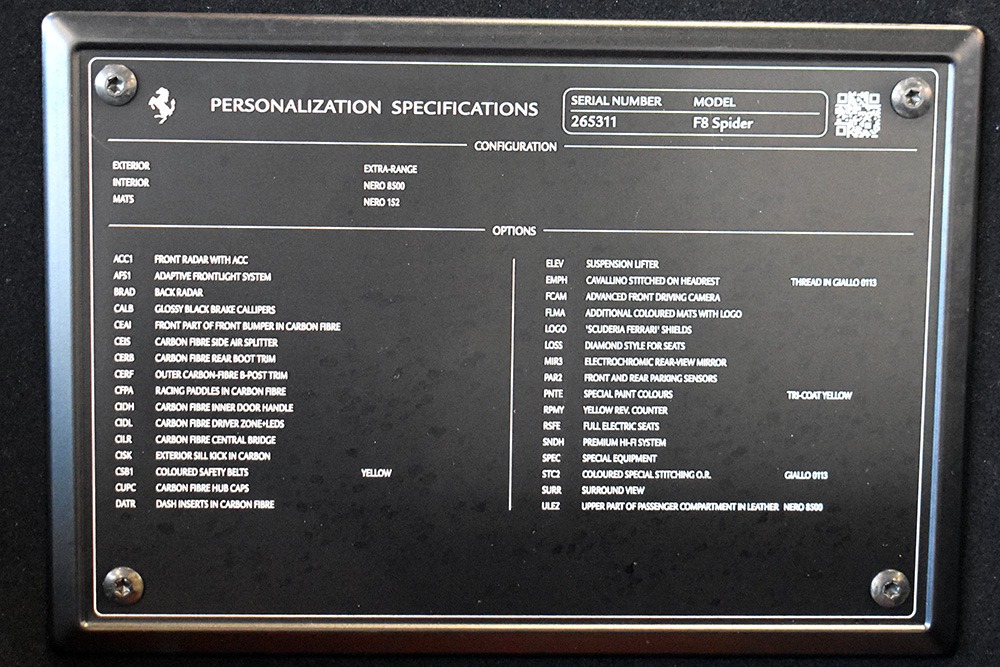 PERSONALIZATION SPECIFICATIONS
SERIAL NUMBER MODEL
265311 F8 Spider
CONFIGURATION
EXTERIOR EXTRA-RANGE
INTERIOR NERO 8500
MATS NERO 152
OPTIONS
ACC1 FRONT RADAR WITH ACC
AFS1 ADAPTIVE FRONTLIGHT SYSTEM
BRAD BACK RADAR
CALB GLOSSY BLACK BRAKE CALLIPERS
CEAI FRONT PART OF FRONT BUMPER IN CARBON FIBRE
CEIS CARBON FIBRE SIDE AIR SPLITTER
CERB CARBON FIBRE REAR BOOT TRIM
CERF OUTER CARBON-FIBRE B-POST TRIM
CFPA RACING PADDLES IN CARBON FIBRE
CIDH CARBON FIBRE INNER DOOR HANDLE
CIDL CARBON FIBRE DRIVER ZONE+LEDS
CILR CARBON FIBRE CENTRAL BRIDGE
CISK EXTERIOR SILL KICK IN CARBON
CSB1 COLOURED SAFETY BELTS YELLOW
CUPC CARBON FIBRE HUB CAPS
DATR DASH INSERTS IN CARBON FIBRE
ELEV SUSPENSION LIFTER
EMPH CAVALLINO STITCHED ON HEADREST THREAD IN GIALLO 0113
FCAM ADVANCED FRONT DRIVING CAMERA
FLMA ADDITIONAL COLOURED MATS WITH LOGO
LOGO 'SCUDERIA FERRARI' SHIELDS
LOSS DIAMOND STYLE FOR SEATS
MIR3 ELECTROCHROMIC REAR-VIEW MIRROR
PAR2 FRONT AND REAR PARKING SENSORS
PNTE SPECIAL PAINT COLOURS TRI-COAT YELLOW
RPMY YELLOW REV. COUNTER
RSFE FULL ELECTRIC SEATS
SNDH PREMIUM HI-FI SYSTEM
SPEC SPECIAL EQUIPMENT
STC2 COLOURED SPECIAL STITCHING O.R. GIALLO 0113
SURR SURROUND VIEW
ULEZ UPPER PART OF PASSENGER COMPARTMENT IN LEATHER NERO 8500